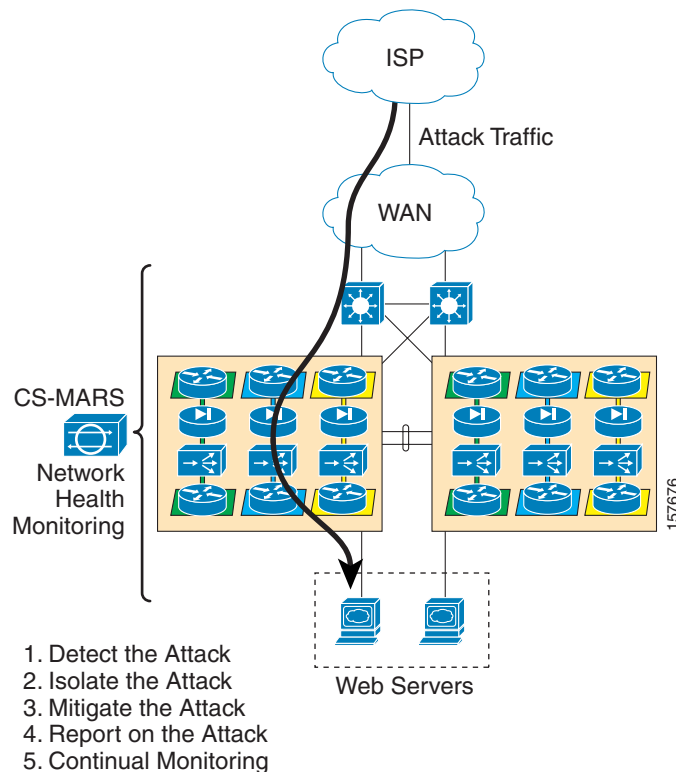 ISP
Attack Traffic
WAN
CS-MARS
Network
Health
Monitoring
157676
Web Servers
1. Detect the Attack
2. Isolate the Attack
3. Mitigate the Attack
4. Report on the Attack
5. Continual Monitoring